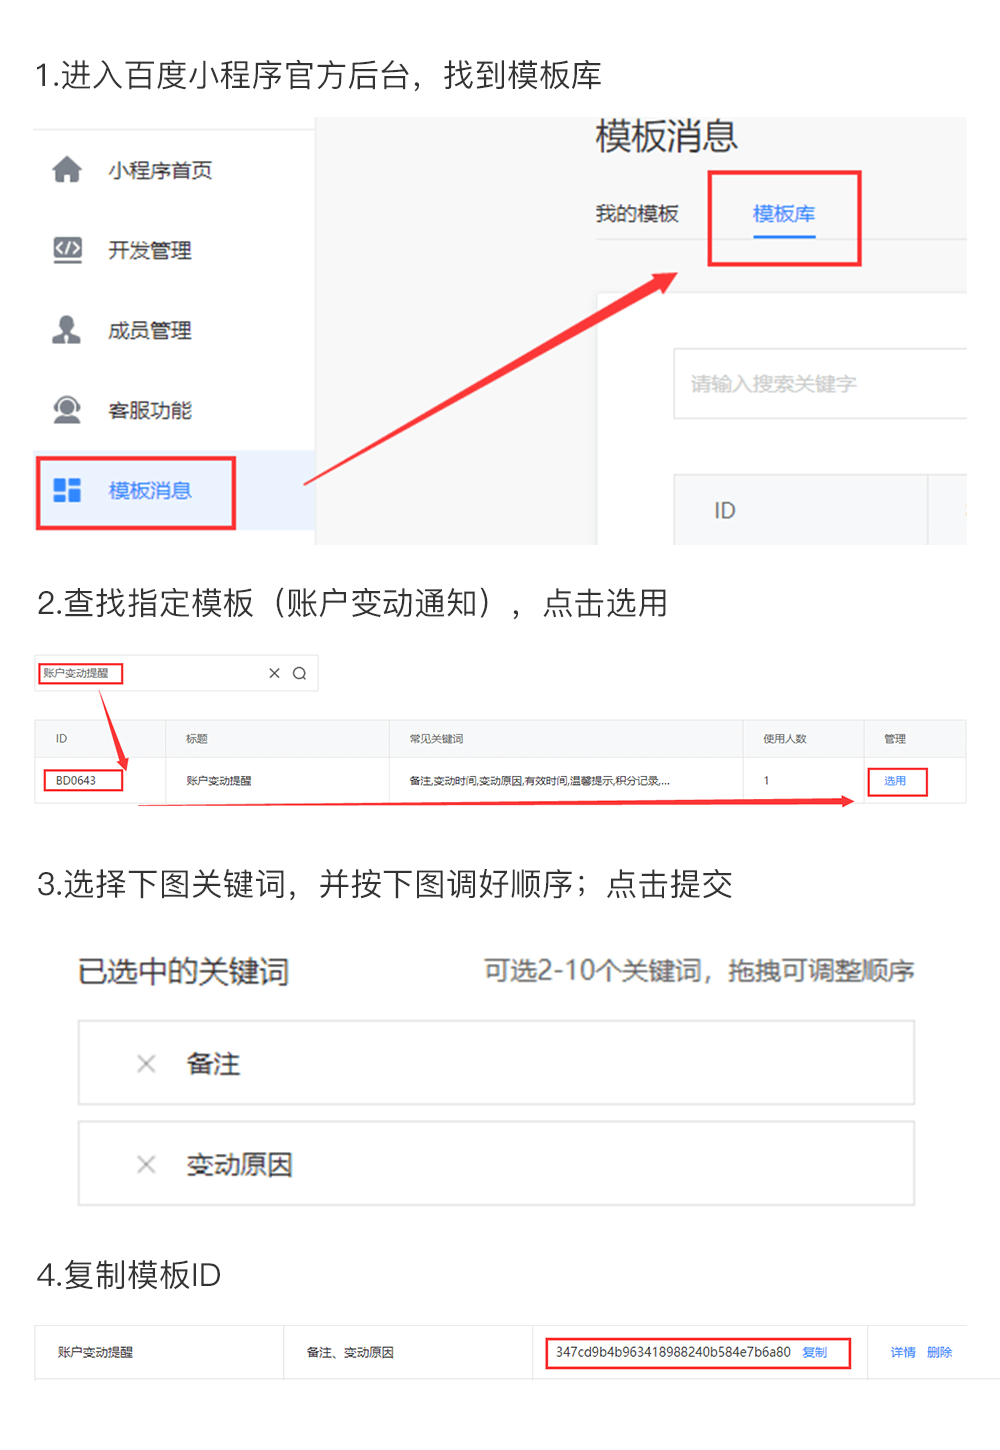 1.进入百度小程序官方后台，找到模板库
模板消息
小程序首页
我的模板 模板库
开发管理
成员管理
请输入搜索关键字
客服功能
模板消息
ID
2.查找指定模板（账户变动通知），点击选用
账户变动提醒
ID 标题 常见关键词 使用人数 管理
BD0643 账户变动提醒 备注,变动时间,变动原因,有效时间,温馨提示,积分记录,... 1 选用
3.选择下图关键词，并按下图调好顺序；点击提交
已选中的关键词 可选2-10个关键词，拖拽可调整顺序
备注
变动原因
4.复制模板ID
账户变动提醒 备注、变动原因 347cd9b4b963418988240b584e7b6a80 复制 详情 删除